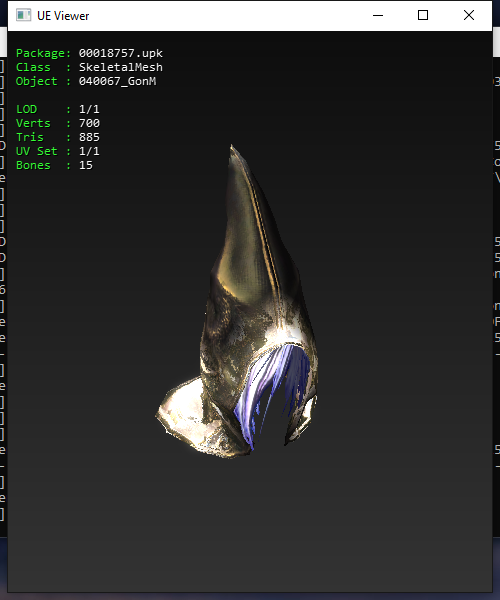 UE Viewer
Package: 00018757.upk
Class  : SkeletalMesh
Object : 040067_GonM
LOD    : 1/1
Verts  : 700
Tris   : 885
UV Set : 1/1
Bones  : 15